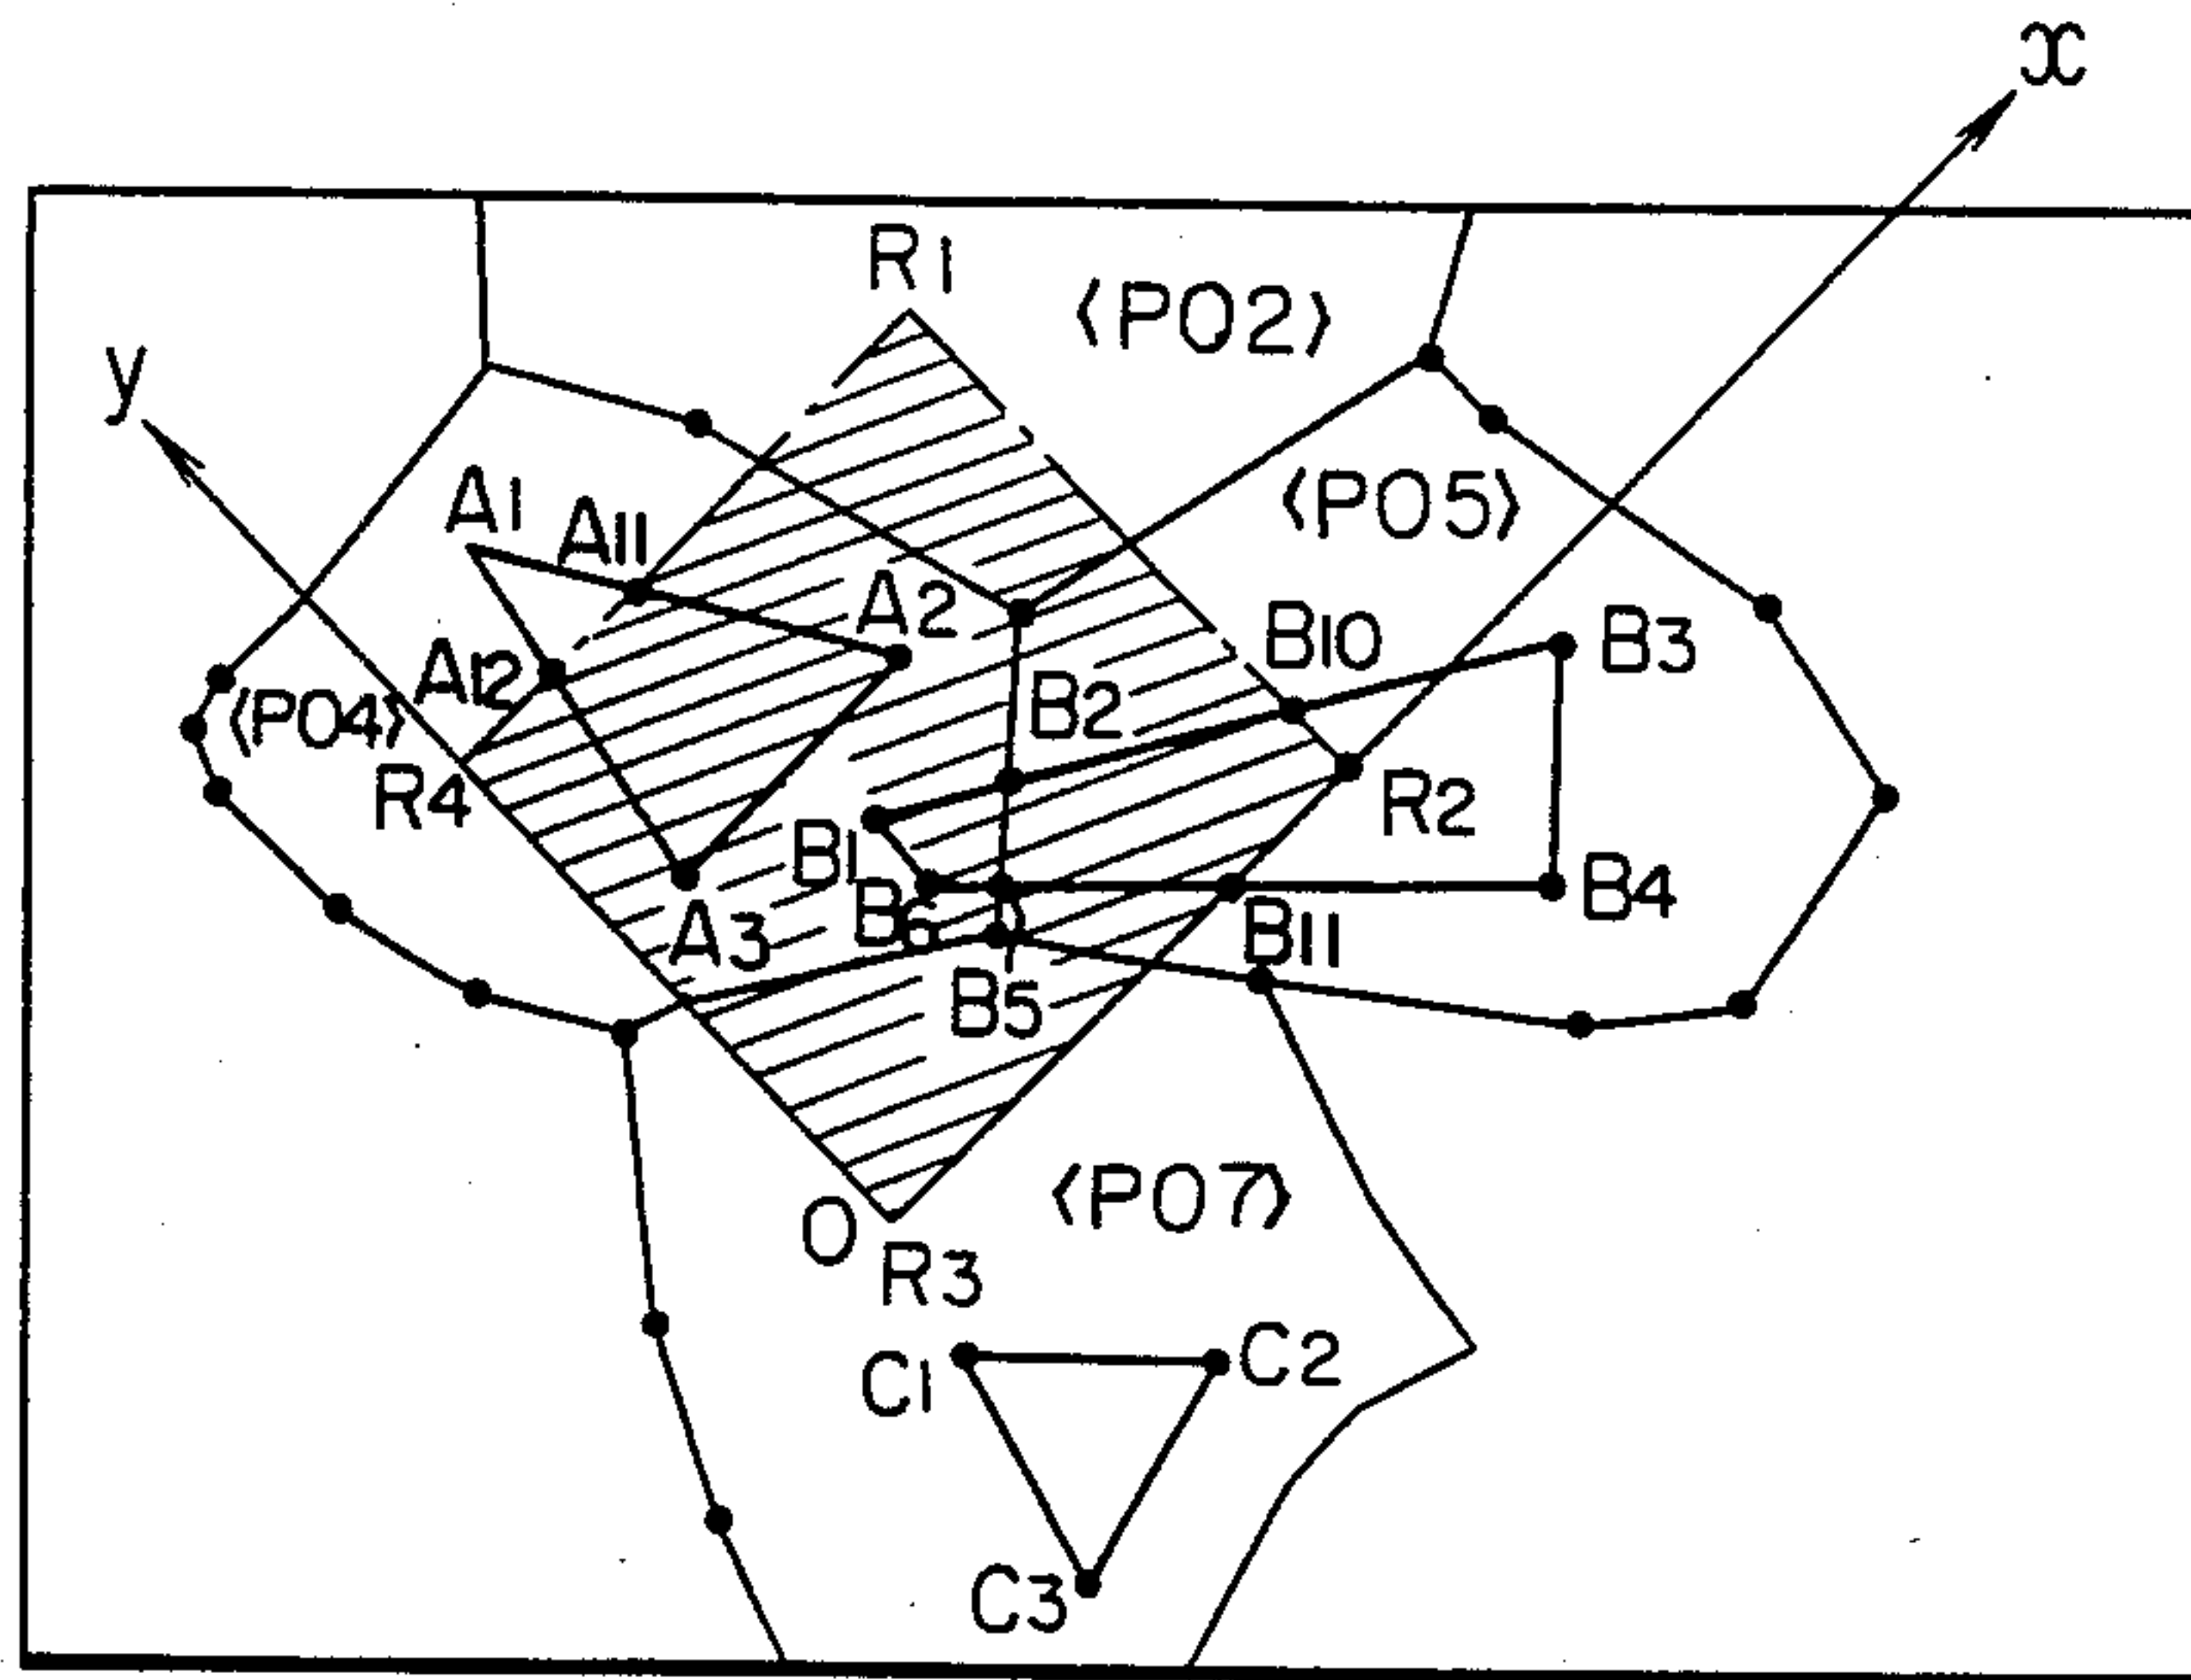 x
R1
⟨P02⟩
y
A1
A11
⟨P05⟩
A2
B10
B3
A12
⟨P04⟩
B2
R4
R2
B1
B6
B4
A3
B11
B5
⟨P07⟩
O
R3
C1
C2
C3